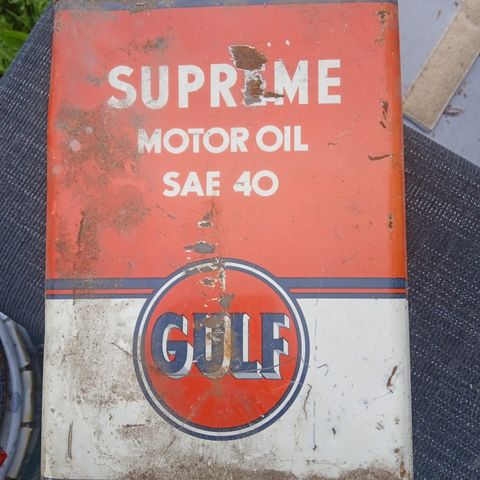 SUPREME
MOTOR OIL
SAE 40
GULF